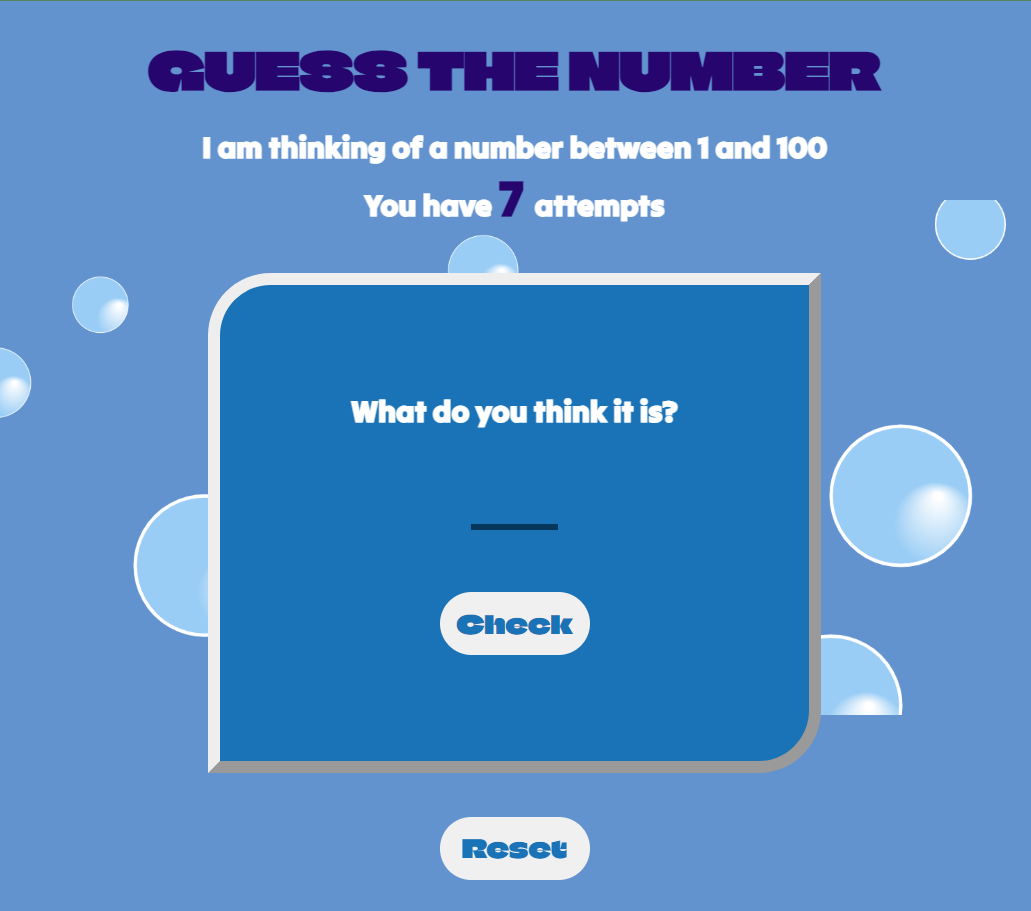 GUESS THE NUMBER
I am thinking of a number between 1 and 100
You have 7 attempts
What do you think it is?
Check
Reset